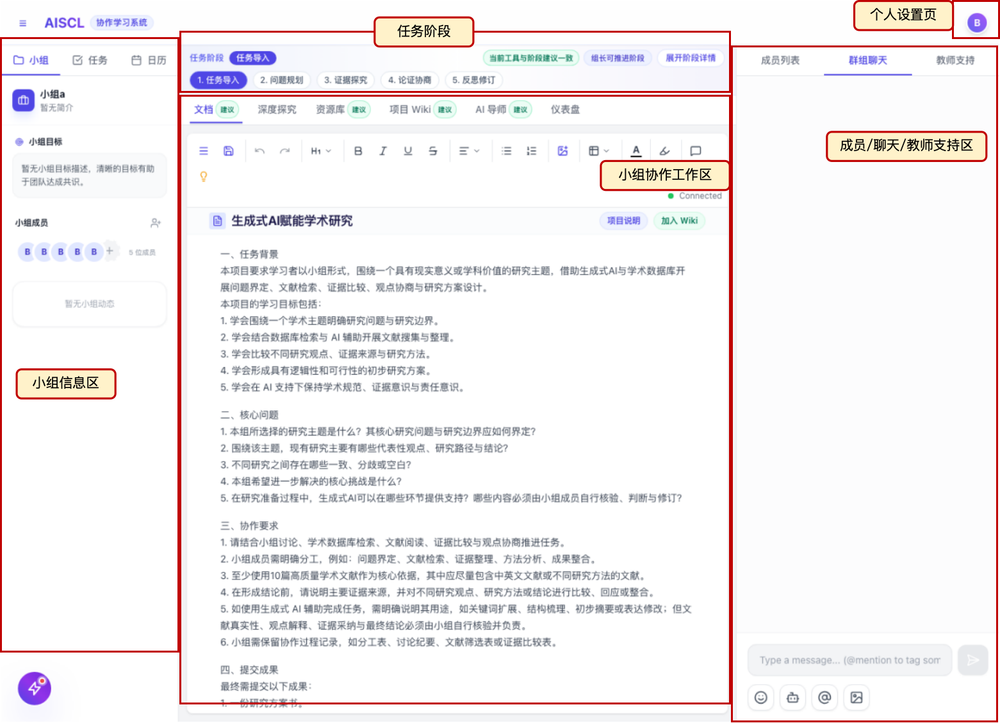 AISCL 协作学习系统
任务阶段
个人设置页
B
小组 任务 日历
小组a
暂无简介
小组目标
暂无小组目标描述，清晰的目标有助
于团队达成共识。
小组成员
B B B B B + 5 位成员
暂无小组动态
小组信息区
任务阶段 任务导入 当前工具与阶段建议一致 组长可推进阶段 展开阶段详情
1. 任务导入 2. 问题规划 3. 证据探究 4. 论证协商 5. 反思修订
文档 建议 深度探究 资源库 建议 项目 Wiki 建议 AI 导师 建议 仪表盘
H1 B I U S A
小组协作工作区
Connected
生成式AI赋能学术研究 项目说明 加入 Wiki
一、任务背景
本项目要求学习者以小组形式，围绕一个具有现实意义或学科价值的研究主题，借助生成式AI与学术数据库开
展问题界定、文献检索、证据比较、观点协商与研究方案设计。
本项目的学习目标包括：
1. 学会围绕一个学术主题明确研究问题与研究边界。
2. 学会结合数据库检索与 AI 辅助开展文献搜集与整理。
3. 学会比较不同研究观点、证据来源与研究方法。
4. 学会形成具有逻辑性和可行性的初步研究方案。
5. 学会在 AI 支持下保持学术规范、证据意识与责任意识。
二、核心问题
1. 本组所选择的研究主题是什么？其核心研究问题与研究边界应如何界定？
2. 围绕该主题，现有研究主要有哪些代表性观点、研究路径与结论？
3. 不同研究之间存在哪些一致、分歧或空白？
4. 本组希望进一步解决的核心挑战是什么？
5. 在研究准备过程中，生成式AI可以在哪些环节提供支持？哪些内容必须由小组成员自行核验、判断与修订？
三、协作要求
1. 请结合小组讨论、学术数据库检索、文献阅读、证据比较与观点协商推进任务。
2. 小组成员需明确分工，例如：问题界定、文献检索、证据整理、方法分析、成果整合。
3. 至少使用10篇高质量学术文献作为核心依据，其中应尽量包含中英文文献或不同研究方法的文献。
4. 在形成结论前，请说明主要证据来源，并对不同研究观点、研究方法或结论进行比较、回应或整合。
5. 如使用生成式 AI 辅助完成任务，需明确说明其用途，如关键词扩展、结构梳理、初步摘要或表达修改；但文
献真实性、观点解释、证据采纳与最终结论必须由小组自行核验并负责。
6. 小组需保留协作过程记录，如分工表、讨论纪要、文献筛选表或证据比较表。
四、提交成果
最终需提交以下成果：
1. 一份研究方案书。
成员列表 群组聊天 教师支持
成员/聊天/教师支持区
Type a message... (@mention to tag som